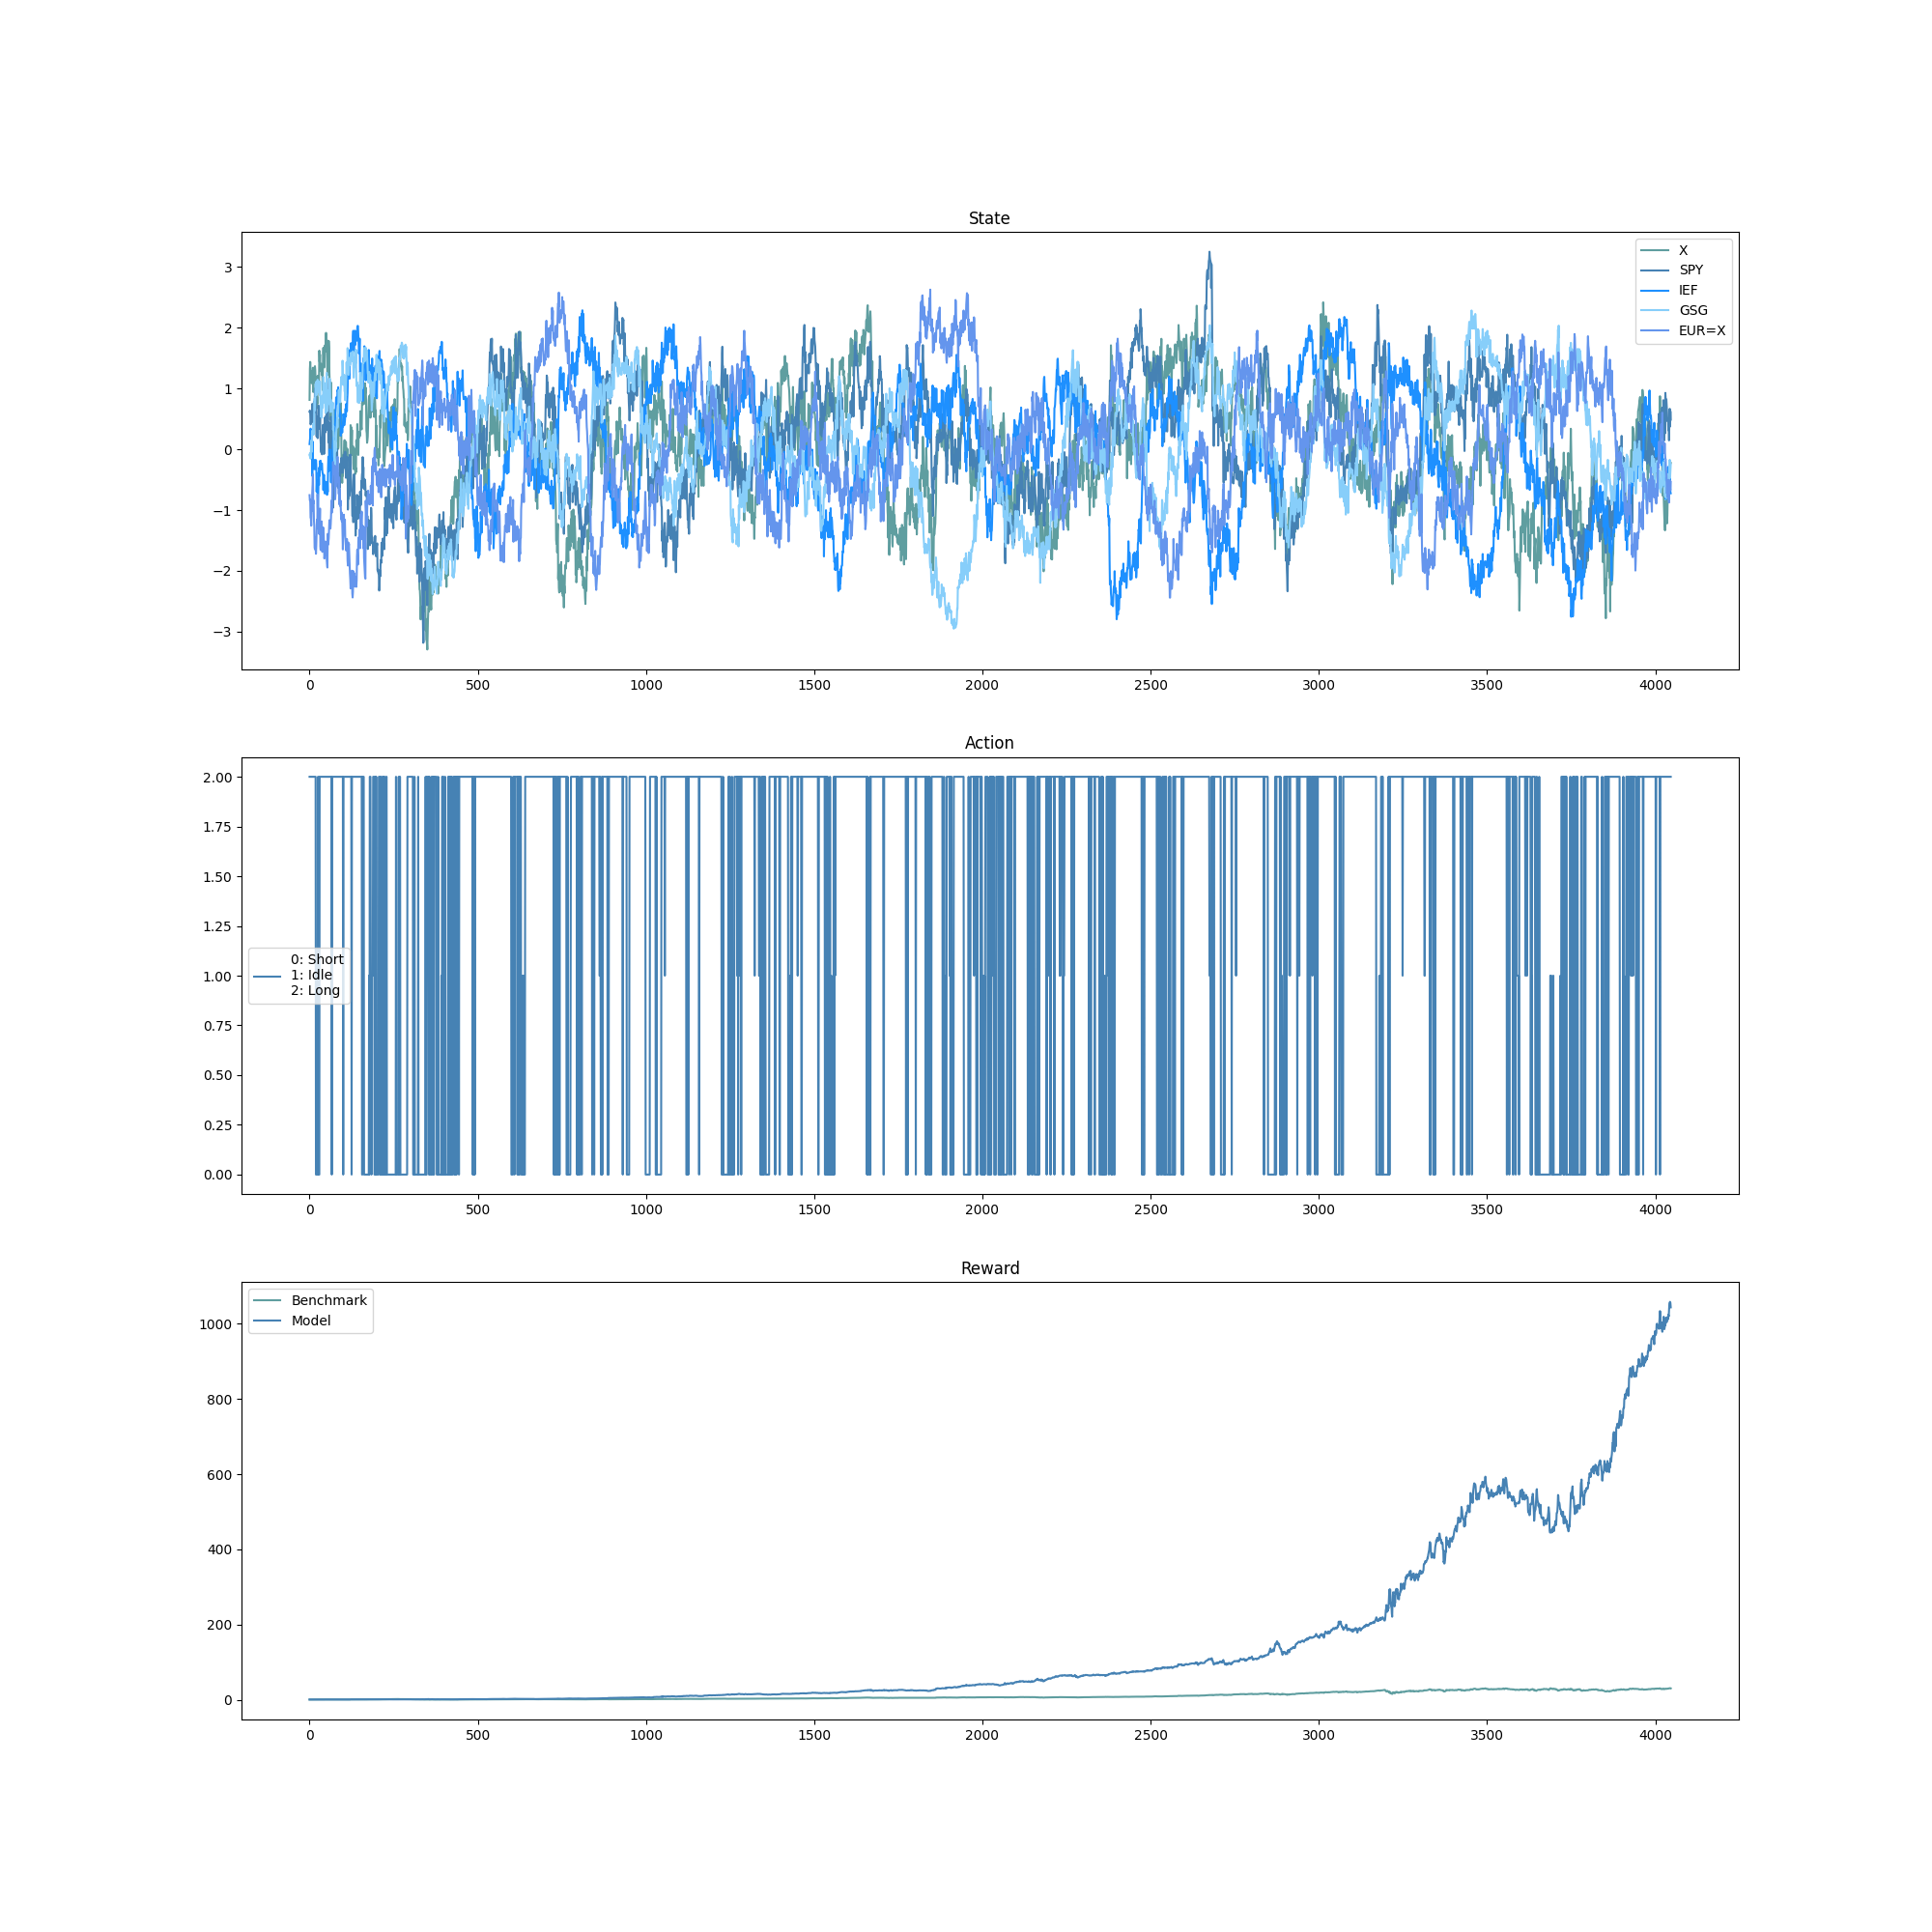 State
3
2
1
0
−1
−2
−3
X
SPY
IEF
GSG
EUR=X
0 500 1000 1500 2000 2500 3000 3500 4000
Action
2.00
1.75
1.50
1.25
1.00
0.75
0.50
0.25
0.00
0: Short
1: Idle
2: Long
0 500 1000 1500 2000 2500 3000 3500 4000
Reward
Benchmark
Model
1000
800
600
400
200
0
0 500 1000 1500 2000 2500 3000 3500 4000